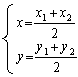 x = (x₁ + x₂)/2
y = (y₁ + y₂)/2